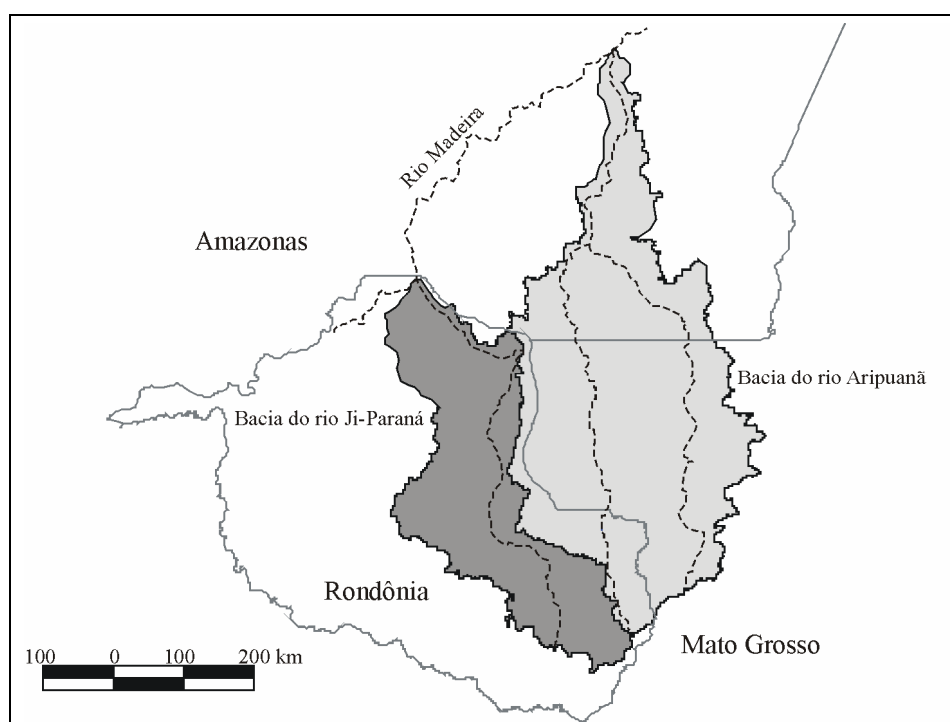 Rio Madeira
Amazonas
Bacia do rio Aripuanã
Bacia do rio Ji-Paraná
Rondônia
Mato Grosso
100 0 100 200 km